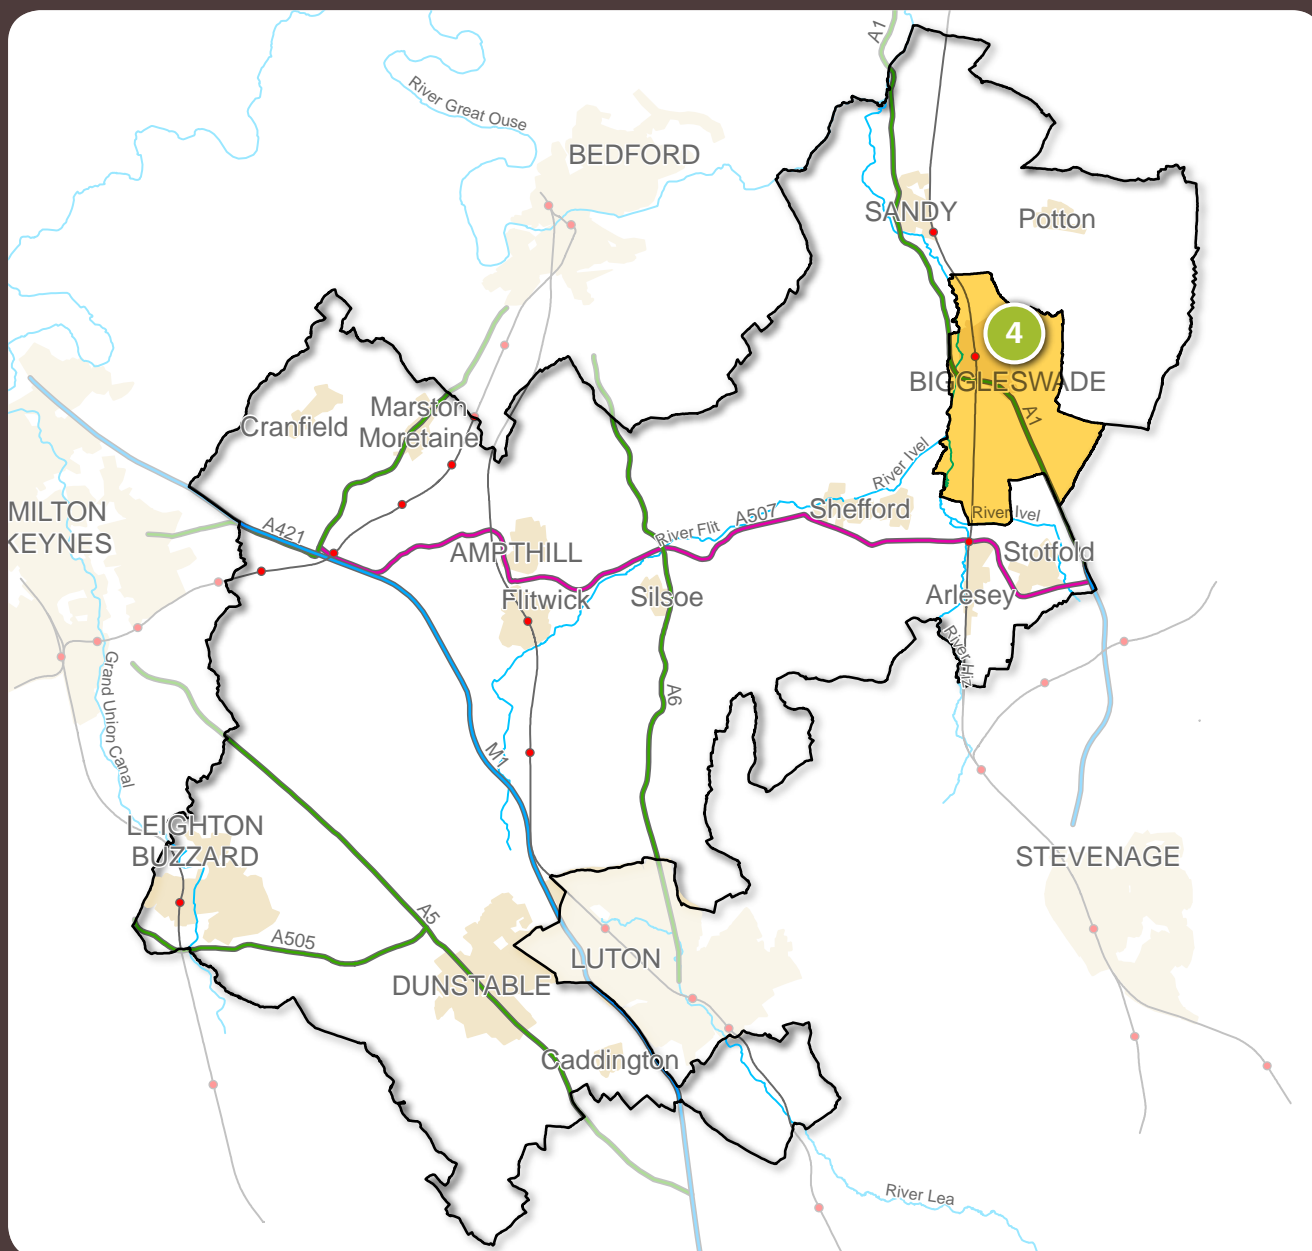 A1
River Great Ouse
BEDFORD
SANDY
Potton
4
BIGGLESWADE
A1
Marston
Moretaine
Cranfield
River Ivel
MILTON
KEYNES
A421
Shefford
A507
River Ivel
River Flit
AMPTHILL
Stotfold
Flitwick
Silsoe
Arlesey
River Hiz
Grand Union Canal
A6
M1
LEIGHTON
BUZZARD
STEVENAGE
A5
A505
LUTON
DUNSTABLE
Caddington
River Lea